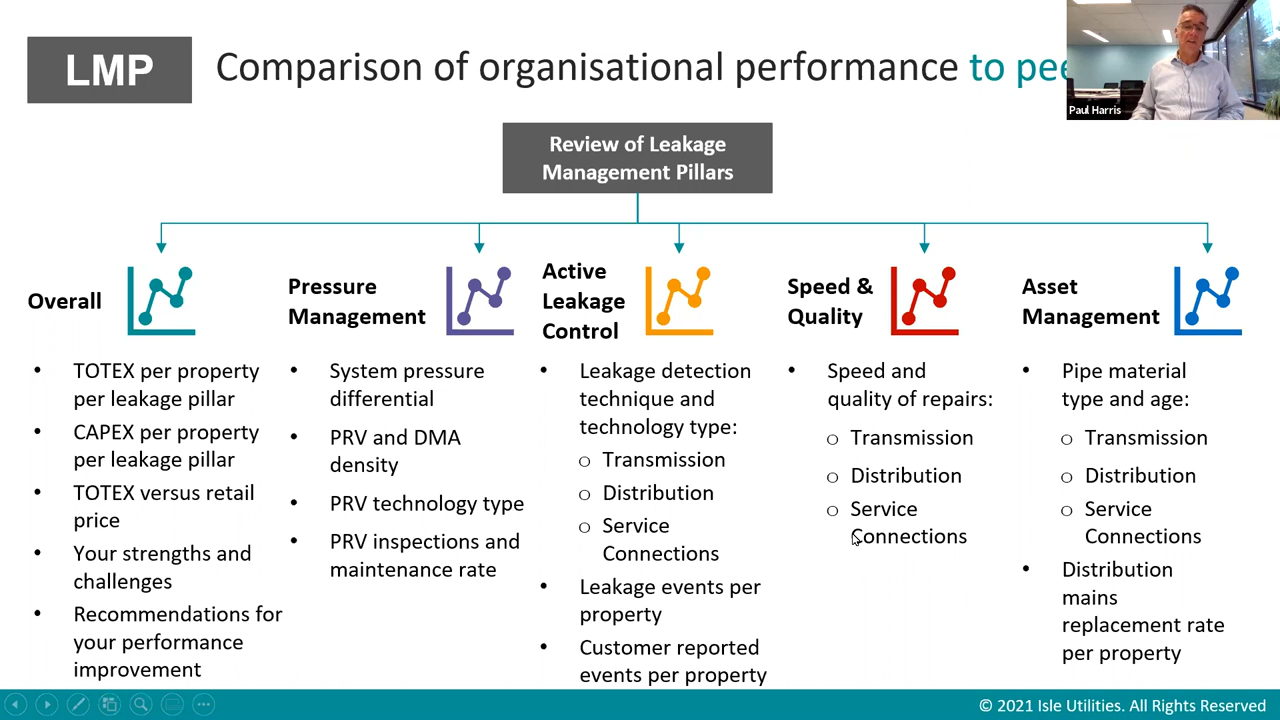 LMP
Comparison of organisational performance to pee
Paul Harris
Review of Leakage
Management Pillars
Overall
• TOTEX per property
per leakage pillar
• CAPEX per property
per leakage pillar
• TOTEX versus retail
price
• Your strengths and
challenges
• Recommendations for
your performance
improvement
Pressure
Management
• System pressure
differential
• PRV and DMA
density
• PRV technology type
• PRV inspections and
maintenance rate
Active
Leakage
Control
• Leakage detection
technique and
technology type:
o Transmission
o Distribution
o Service
Connections
• Leakage events per
property
• Customer reported
events per property
Speed &
Quality
• Speed and
quality of repairs:
o Transmission
o Distribution
o Service
Connections
Asset
Management
• Pipe material
type and age:
o Transmission
o Distribution
o Service
Connections
• Distribution
mains
replacement rate
per property
© 2021 Isle Utilities. All Rights Reserved